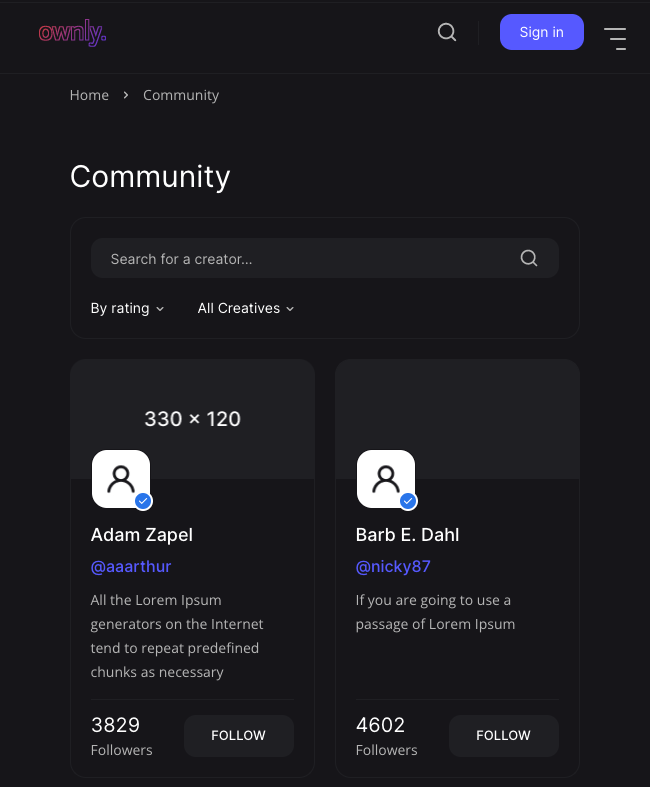 ownly.
Sign in
Home > Community
Community
Search for a creator...
By rating
All Creatives
330 × 120
Adam Zapel
@aaarthur
All the Lorem Ipsum
generators on the Internet
tend to repeat predefined
chunks as necessary
3829
Followers
FOLLOW
Barb E. Dahl
@nicky87
If you are going to use a
passage of Lorem Ipsum
4602
Followers
FOLLOW